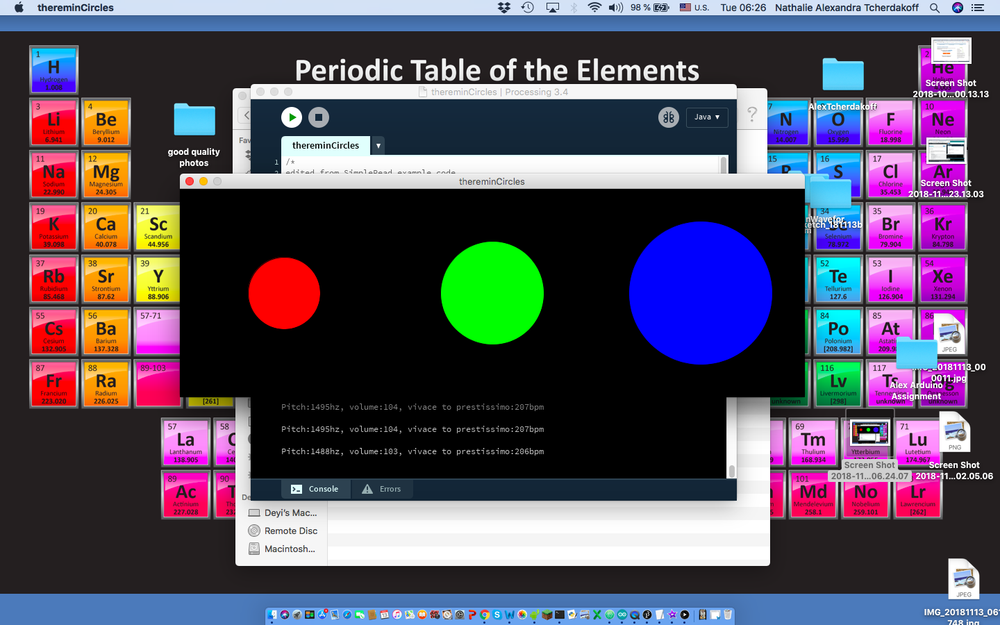 thereminCircles
98 %
U.S.
Tue 06:26
Nathalie Alexandra Tcherdakoff
Periodic Table of the Elements
1
H
Hydrogen
1.008
2
He
Screen Shot
2018-10...00.13.13
thereminCircles | Processing 3.4
Java
thereminCircles
1
/*
edited from SimpleRead example code
Fav
good quality
photos
AlexTcherdakoff
3
Li
Lithium
6.941
4
Be
Beryllium
9.012
7
N
Nitrogen
14.007
O
Oxygen
15.999
F
Fluorine
18.998
10
Ne
Neon
11
Na
Sodium
22.990
12
Mg
Magnesium
24.305
16
S
17
Cl
Chlorine
35.453
Ar
Screen Shot
2018-11...23.13.03
thereminCircles
19
K
Potassium
39.098
20
Ca
Calcium
40.078
21
Sc
Scandium
44.956
nWavefor
m
ketch_181113b
34
Selenium
78.972
35
Br
Bromine
79.904
36
Kr
Krypton
84.798
37
Rb
Rubidium
85.468
38
Sr
Strontium
87.62
39
Y
Yttrium
88.906
52
Te
Tellurium
127.6
53
I
Iodine
126.904
54
Xe
Xenon
131.294
55
Cs
Cesium
132.905
56
Ba
Barium
137.328
57-71
84
Po
Polonium
[208.982]
85
At
86
JPEG
IMG_20181113_00
0011.jpg
87
Fr
Francium
223.020
88
Ra
Radium
226.025
89-103
[261]
116
Lv
Livermorium
[298]
117
Ts
Tennessine
unknown
unknown
unknown
Alex Arduino
Assignment
Pitch:1495hz, volume:104, vivace to prestissimo:207bpm
Pitch:1495hz, volume:104, vivace to prestissimo:207bpm
Pitch:1488hz, volume:103, vivace to prestissimo:206bpm
57
La
Lanthanum
138.905
58
69
Tm
Thulium
168.934
Ytterbium
71
Lu
Lutetium
174.967
PNG
Screen Shot
2018-11...06.24.07
Screen Shot
2018-11...02.05.06
89
Ac
Actinium
227.028
90
101
Md
Mendelevium
258.1
No
Nobelium
259.101
Lr
Lawrencium
[262]
Console
Errors
De
Deyi's Mac...
Remote Disc
Macintosh...
JPEG
IMG_20181113_061
748.jpg